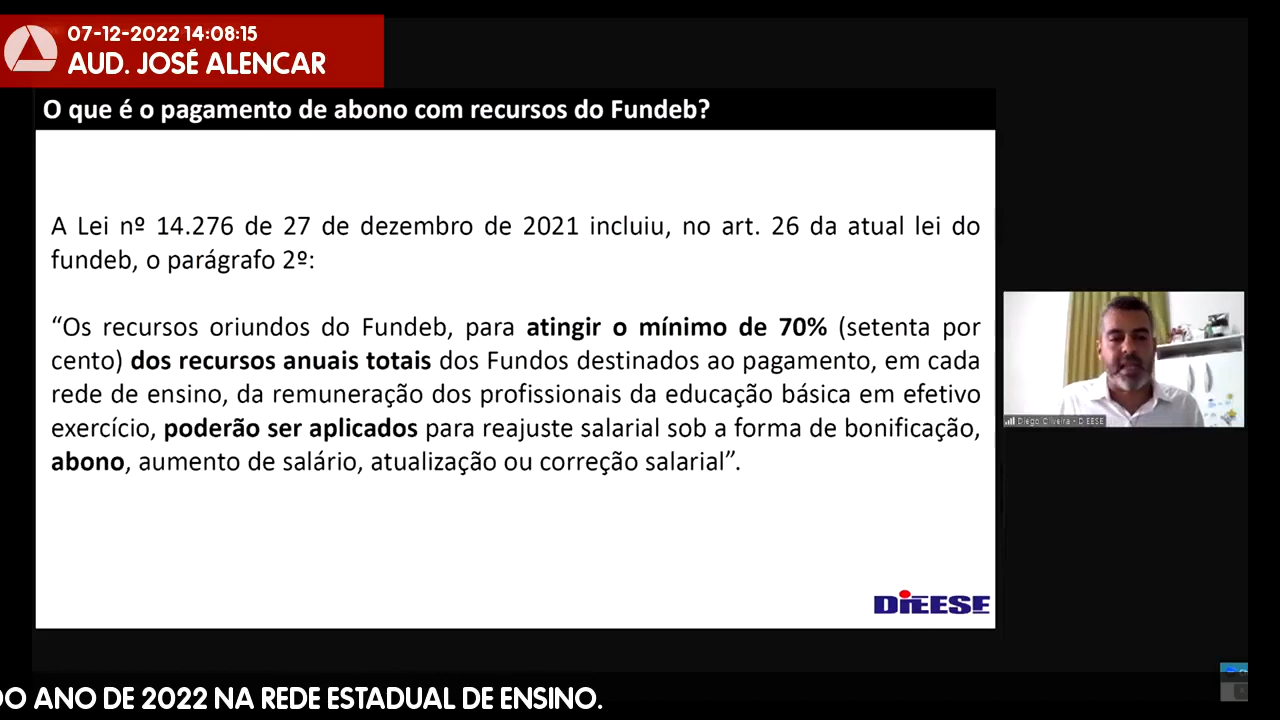 07-12-2022 14:08:15
AUD. JOSÉ ALENCAR
O que é o pagamento de abono com recursos do Fundeb?
A Lei nº 14.276 de 27 de dezembro de 2021 incluiu, no art. 26 da atual lei do
fundeb, o parágrafo 2º:
“Os recursos oriundos do Fundeb, para atingir o mínimo de 70% (setenta por
cento) dos recursos anuais totais dos Fundos destinados ao pagamento, em cada
rede de ensino, da remuneração dos profissionais da educação básica em efetivo
exercício, poderão ser aplicados para reajuste salarial sob a forma de bonificação,
abono, aumento de salário, atualização ou correção salarial”.
Diego Oliveira - DIEESE
DIEESE
DO ANO DE 2022 NA REDE ESTADUAL DE ENSINO.